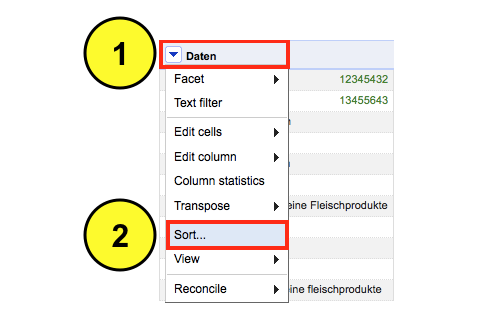 1
Daten
Facet
12345432
Text filter
13455643
Edit cells
Edit column
Column statistics
Transpose
eine Fleischprodukte
2
Sort...
View
Reconcile
eine fleischprodukte